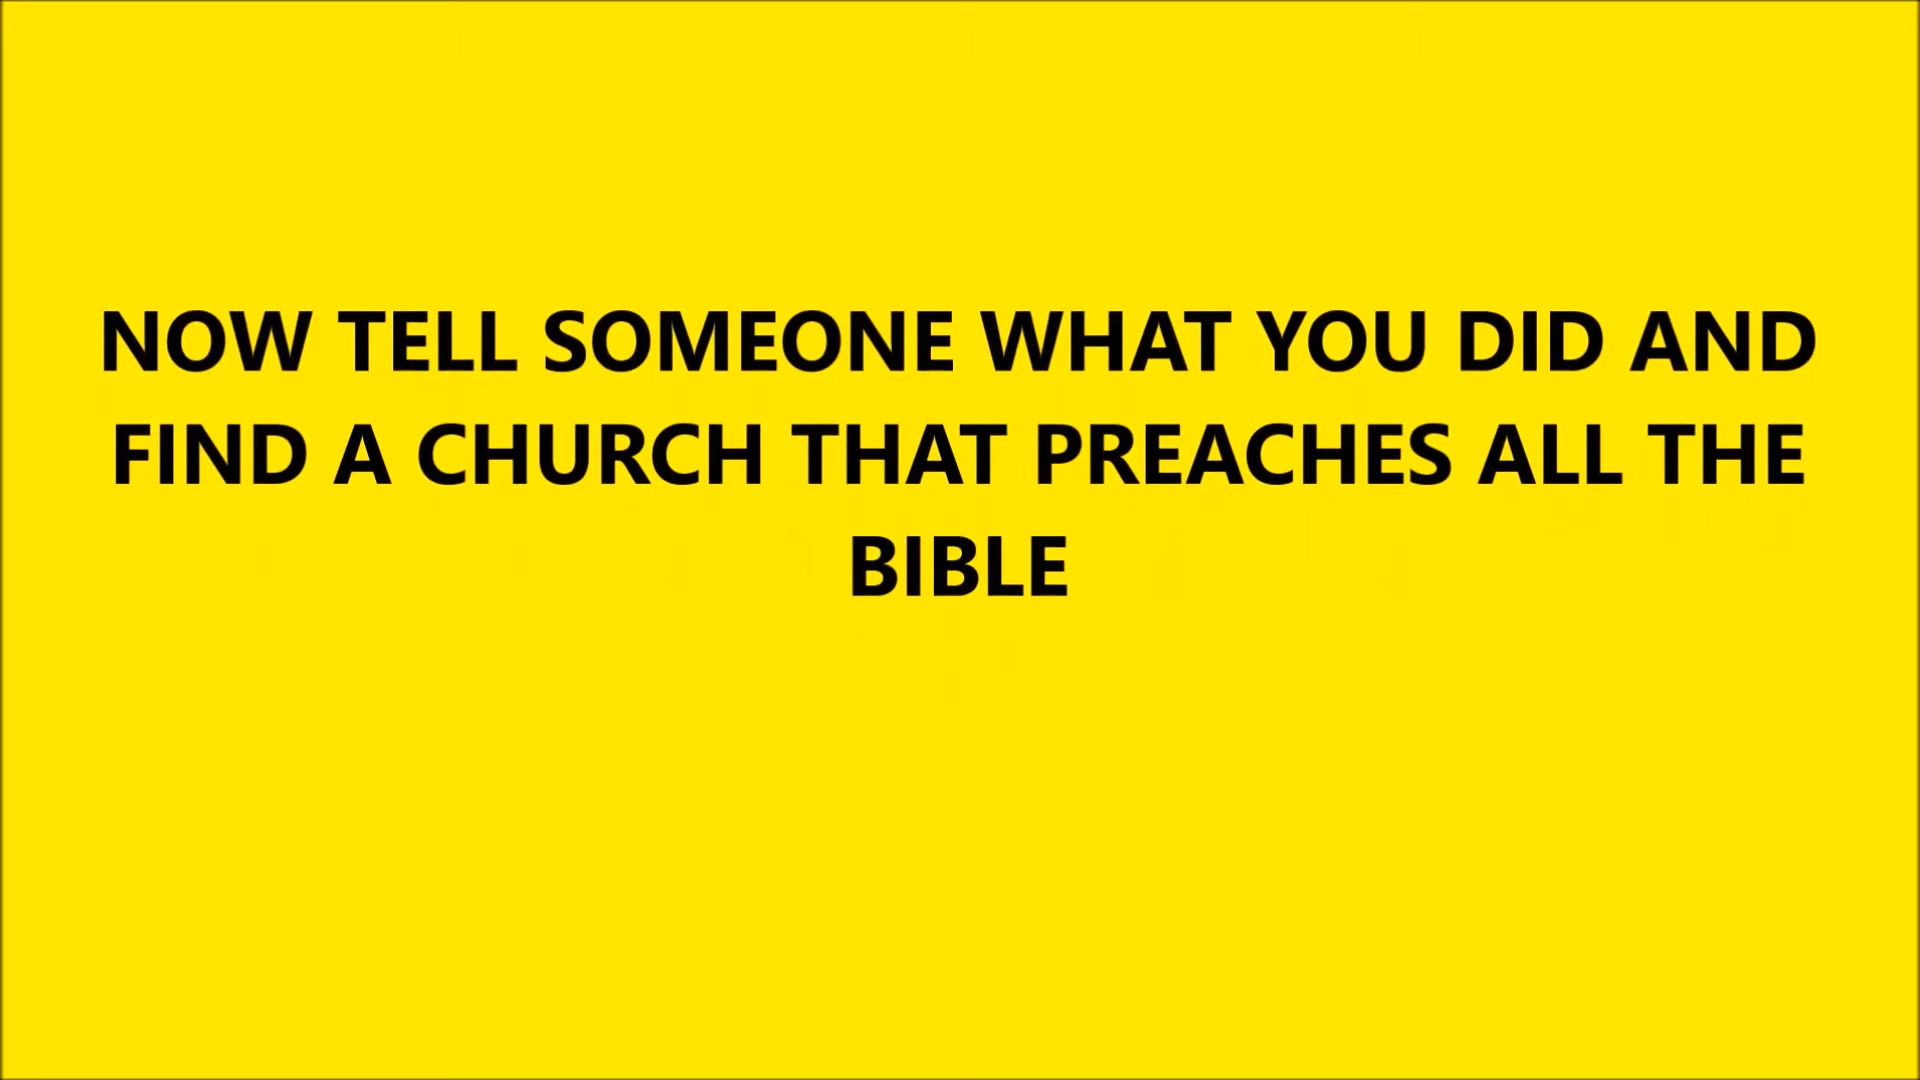 NOW TELL SOMEONE WHAT YOU DID AND
FIND A CHURCH THAT PREACHES ALL THE
BIBLE